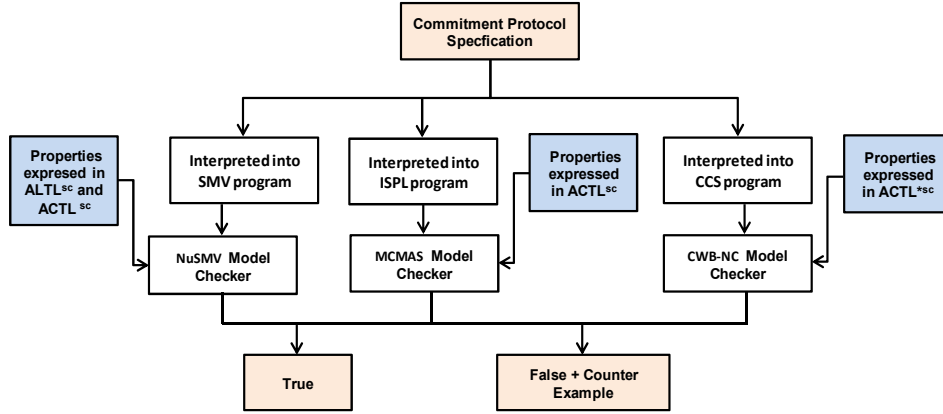 Commitment Protocol
Specfication
Properties
expresed in
ALTLˢᶜ and
ACTL ˢᶜ
Interpreted into
SMV program
Interpreted into
ISPL program
Properties
expressed
in ACTLˢᶜ
Interpreted into
CCS program
Properties
expressed
in ACTL*ˢᶜ
NuSMV Model
Checker
MCMAS Model
Checker
CWB-NC Model
Checker
True
False + Counter
Example